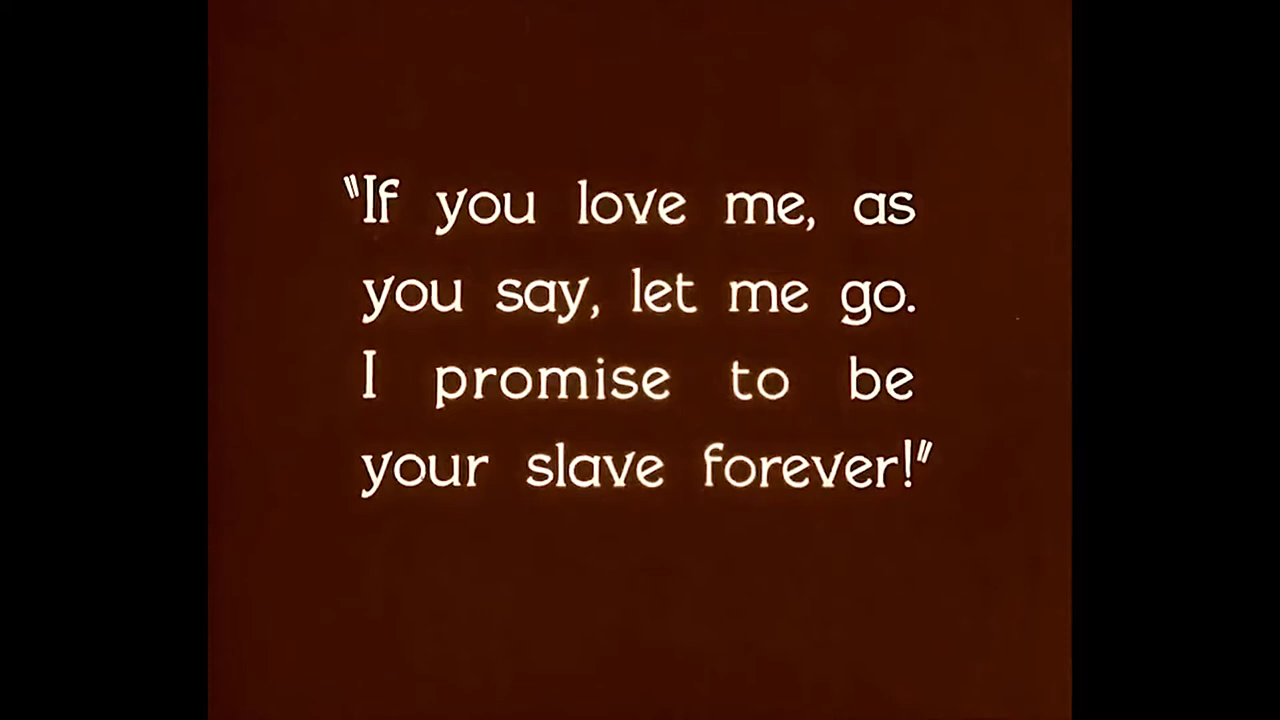 "If you love me, as
you say, let me go.
I promise to be
your slave forever!"